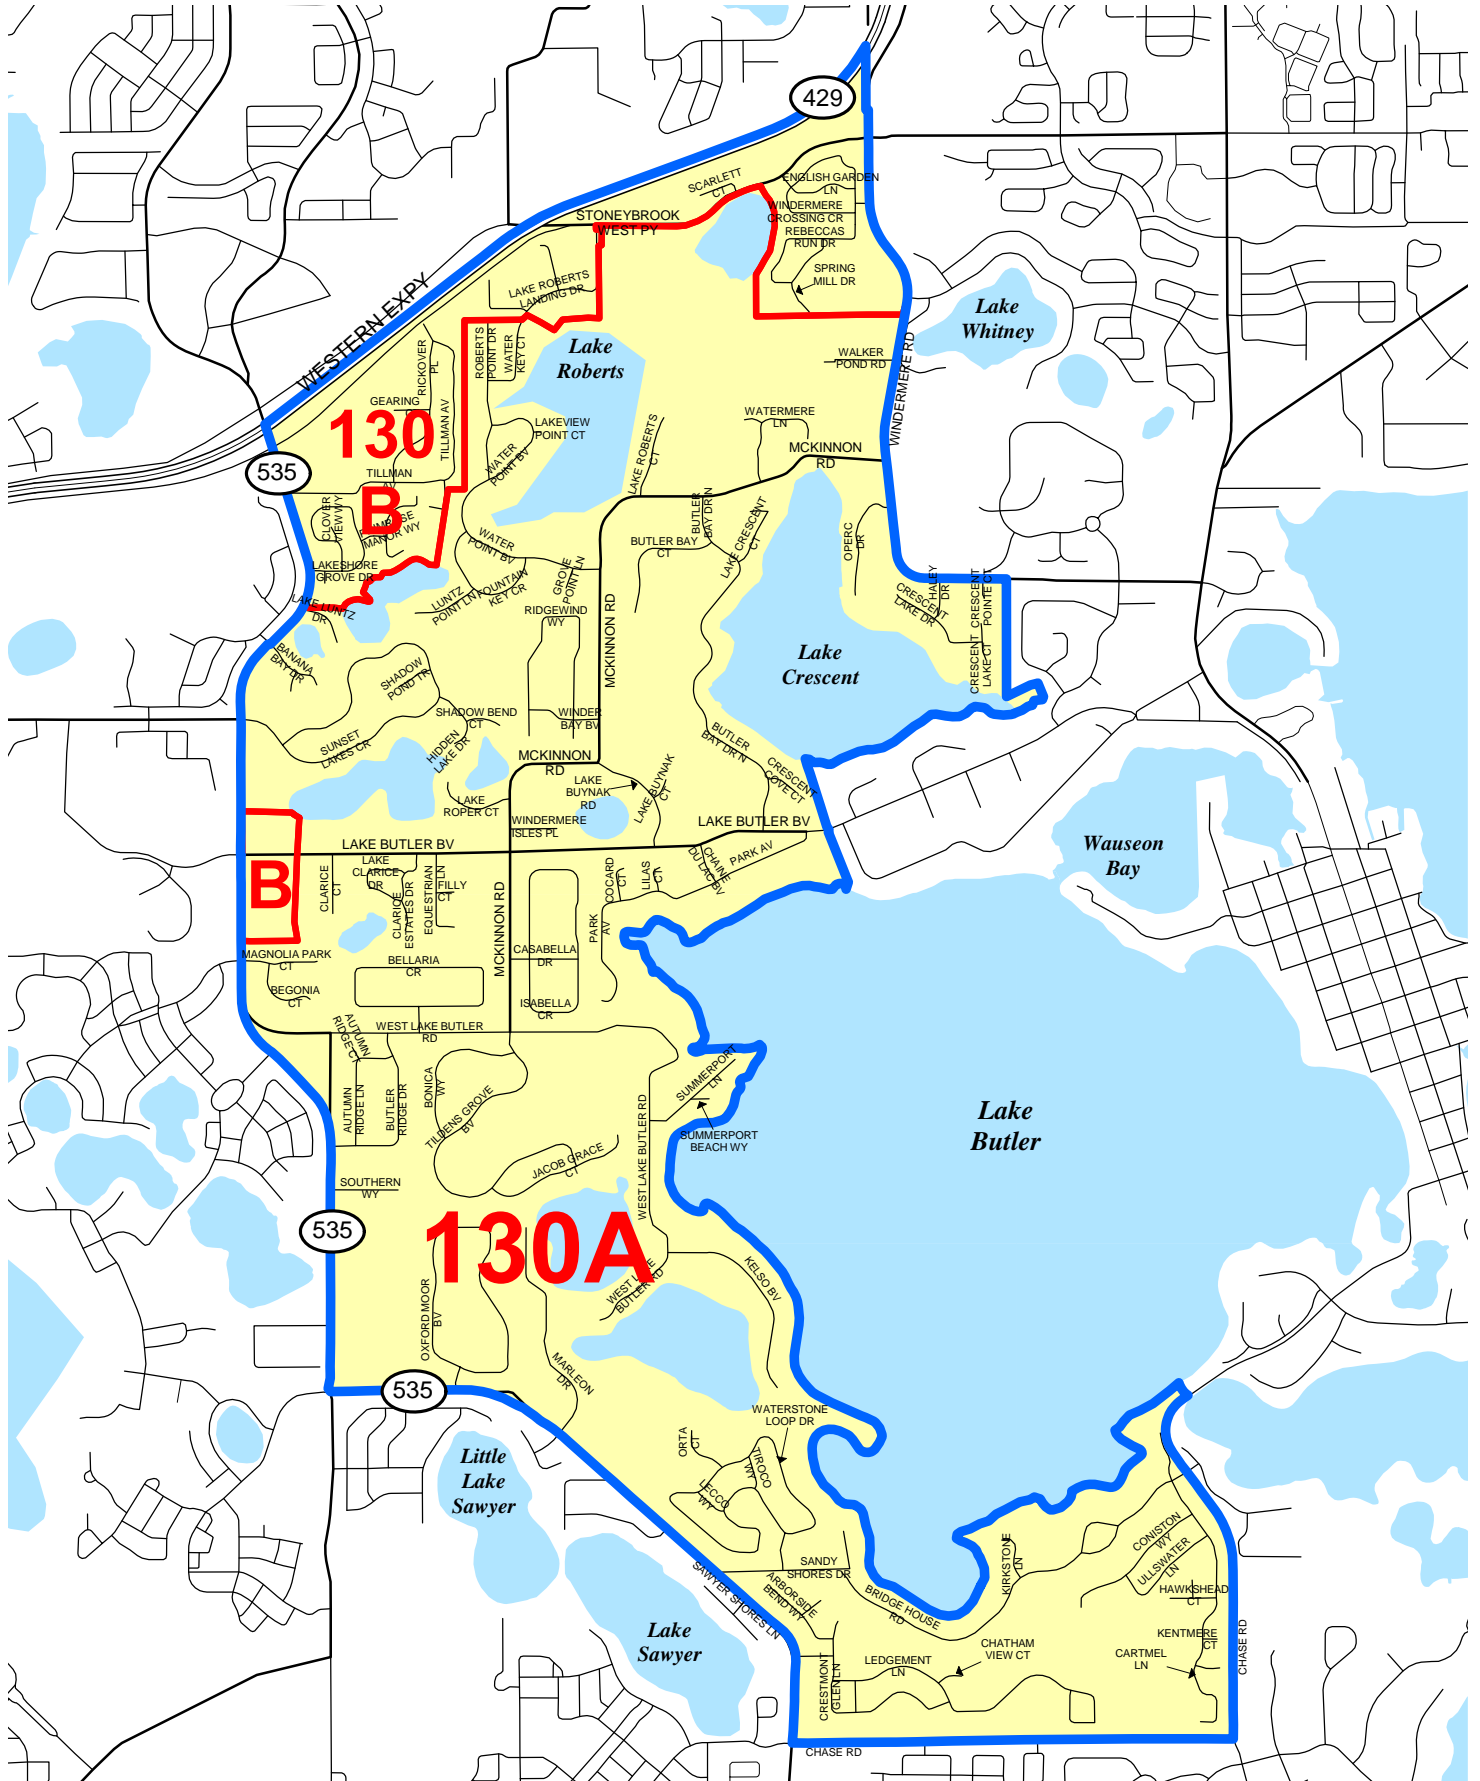 429
SCARLETT
CT
ENGLISH GARDEN
LN
STONEYBROOK
WEST PY
WINDERMERE
CROSSING CR
REBECCAS
RUN DR
SPRING
MILL DR
LAKE ROBERTS
LANDING DR
WESTERN EXPY
Lake
Whitney
Lake
Roberts
ROBERTS
POINT DR
WATER
KEY CT
RICKOVER
PL
WALKER
POND RD
WINDERMERE RD
GEARING
TILLMAN AV
130
B
LAKEVIEW
POINT CT
WATERMERE
LN
MCKINNON
RD
WATER
POINT BV
LAKE ROBERTS
CT
535
TILLMAN
AV
CLOVER
VIEW WY
PRIMROSE
MANOR WY
BUTLER
BAY DR N
LAKE CRESCENT
CT
OPERC
DR
WATER
POINT BV
BUTLER BAY
CT
LAKESHORE
GROVE DR
GROVE
POINT LN
LUNTZ
POINT LN
FOUNTAIN
KEY CR
HALEY
DR
CRESCENT
LAKE DR
CRESCENT
POINTE CT
LAKE LUNTZ
DR
RIDGEWIND
WY
MCKINNON RD
BANANA
BAY DR
SHADOW
POND TR
Lake
Crescent
CRESCENT
LAKE CT
SHADOW BEND
CT
WINDER
BAY BV
SUNSET
LAKES CR
HIDDEN
LAKE DR
BUTLER
BAY DR N
CRESCENT
COVE CT
MCKINNON
RD
LAKE
BUYNAK
RD
LAKE BUYNAK
CT
LAKE
ROPER CT
WINDERMERE
ISLES PL
LAKE BUTLER BV
LAKE BUTLER BV
Wauseon
Bay
B
CLARICE
CT
LAKE
CLARICE
DR
CLARICE
ESTATES DR
EQUESTRIAN
LN
FILLY
CT
COCARD
CT
LILAS
CT
CHAINE
DU LAC BV
PARK AV
PARK
AV
MCKINNON RD
MAGNOLIA PARK
CT
BELLARIA
CR
CASABELLA
DR
BEGONIA
CT
ISABELLA
CR
AUTUMN
RIDGE CT
WEST LAKE BUTLER
RD
AUTUMN
RIDGE LN
BUTLER
RIDGE DR
BONICA
WY
TILDENS GROVE
BV
SUMMERPORT
LN
SUMMERPORT
BEACH WY
WEST LAKE BUTLER RD
Lake
Butler
JACOB GRACE
CT
SOUTHERN
WY
535
130A
WEST LAKE
BUTLER RD
KELSO BV
OXFORD MOOR
BV
MARLEON
DR
535
WATERSTONE
LOOP DR
ORTA
CT
TIROCO
WY
LECCO
WY
Little
Lake
Sawyer
SANDY
SHORES DR
ARBORSIDE
BEND WY
SAWYER SHORES LN
BRIDGE HOUSE
RD
KIRKSTONE
LN
CONISTON
WY
ULLSWATER
LN
HAWKSHEAD
CT
KENTMERE
CT
CARTMEL
LN
CHASE RD
Lake
Sawyer
LEDGEMENT
LN
CHATHAM
VIEW CT
CRESTMONT
GLEN LN
CHASE RD